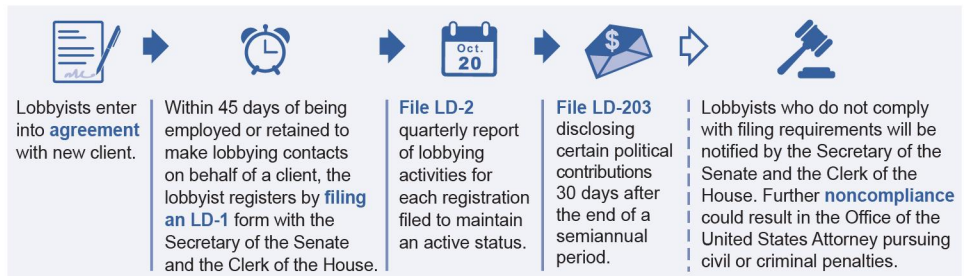 Oct.
20
$
Lobbyists enter
into agreement
with new client.
Within 45 days of being
employed or retained to
make lobbying contacts
on behalf of a client, the
lobbyist registers by filing
an LD-1 form with the
Secretary of the Senate
and the Clerk of the House.
File LD-2
quarterly report
of lobbying
activities for
each registration
filed to maintain
an active status.
File LD-203
disclosing
certain political
contributions
30 days after
the end of a
semiannual
period.
Lobbyists who do not comply
with filing requirements will be
notified by the Secretary of the
Senate and the Clerk of the
House. Further noncompliance
could result in the Office of the
United States Attorney pursuing
civil or criminal penalties.